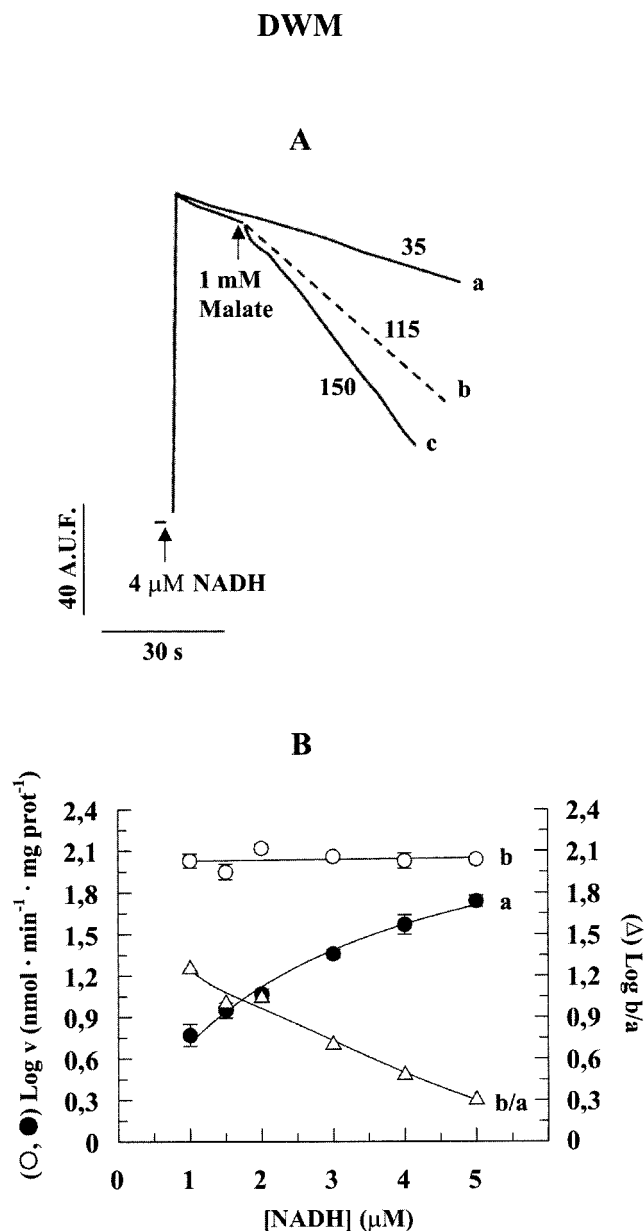 DWM
A
35
a
1 mM
Malate
115
150
b
c
40 A.U.F.
4 µM NADH
30 s
B
(○, ●) Log v (nmol · min⁻¹ · mg prot⁻¹)
2,4
2,1
1,8
1,5
1,2
0,9
0,6
0,3
0
b
a
b/a
2,4
2,1
1,8
1,5
1,2
0,9
0,6
0,3
0
(Δ) Log b/a
0 1 2 3 4 5
[NADH] (µM)